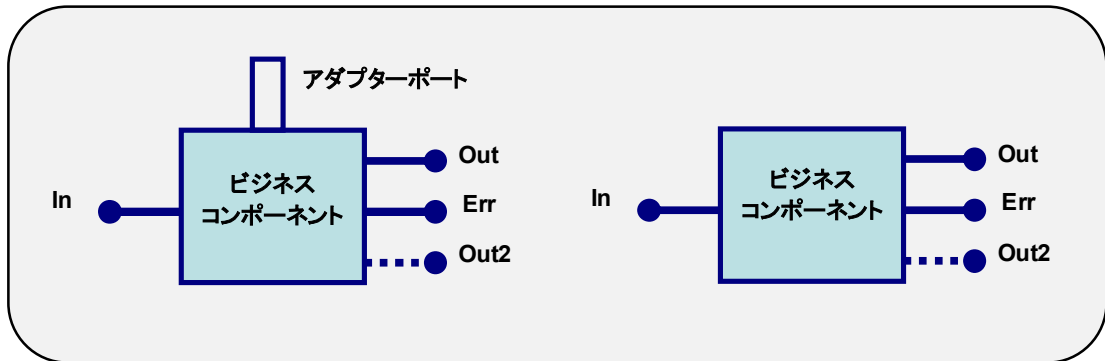 アダプターポート
In
ビジネス
コンポーネント
Out
Err
Out2
In
ビジネス
コンポーネント
Out
Err
Out2